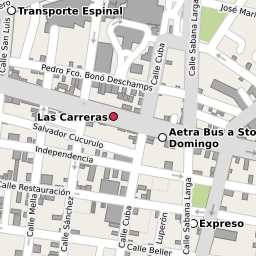 Transporte Espinal
José Mar
Calle San Luis
Calle Cuba
Calle Sabana Larga
Pedro Fco. Bonó Deschamps
Las Carreras
Aetra Bus a Sto
Domingo
Salvador Cucurulo
Independencia
Calle Restauración
Calle Mella
Calle Sánchez
Calle Cuba
Luperón
Calle Sabana Larga
Expreso
Calle Beller